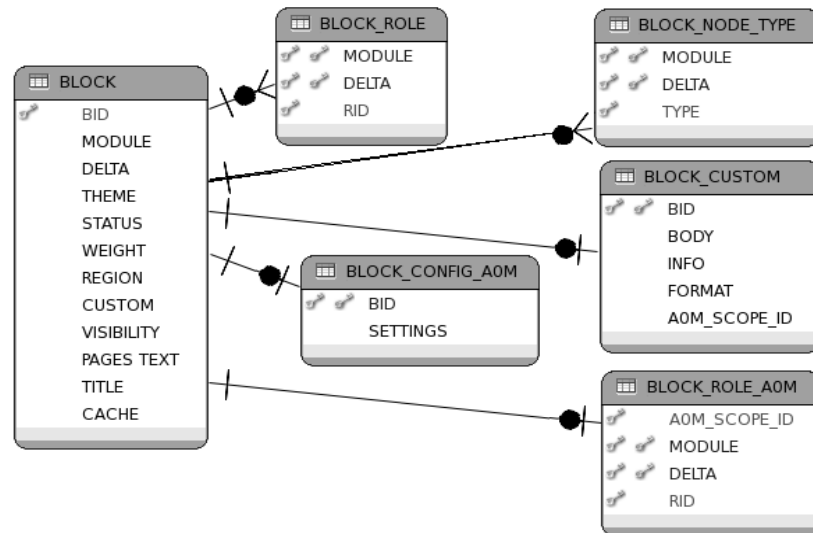 BLOCK
BID
MODULE
DELTA
THEME
STATUS
WEIGHT
REGION
CUSTOM
VISIBILITY
PAGES TEXT
TITLE
CACHE
BLOCK_ROLE
MODULE
DELTA
RID
BLOCK_NODE_TYPE
MODULE
DELTA
TYPE
BLOCK_CUSTOM
BID
BODY
INFO
FORMAT
A0M_SCOPE_ID
BLOCK_CONFIG_A0M
BID
SETTINGS
BLOCK_ROLE_A0M
A0M_SCOPE_ID
MODULE
DELTA
RID